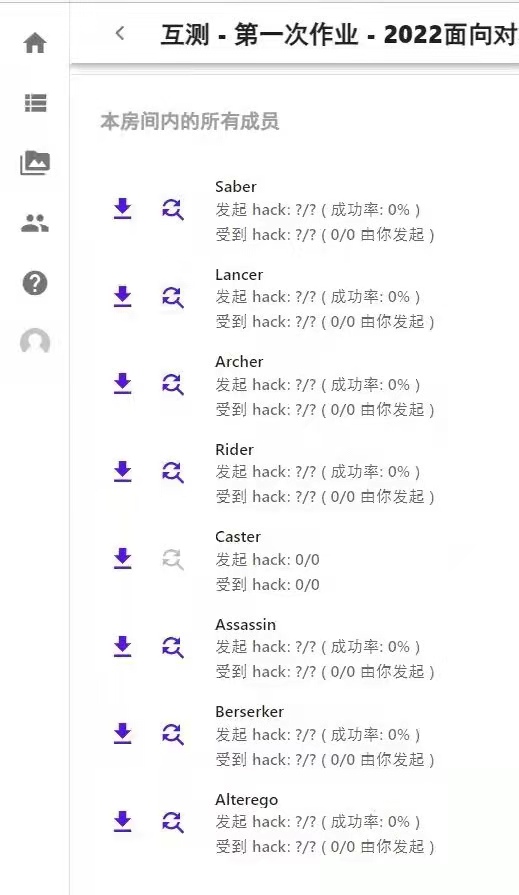 互测 - 第一次作业 - 2022面向对
本房间内的所有成员
Saber
发起 hack: ?/? ( 成功率: 0% )
受到 hack: ?/? ( 0/0 由你发起 )
Lancer
发起 hack: ?/? ( 成功率: 0% )
受到 hack: ?/? ( 0/0 由你发起 )
Archer
发起 hack: ?/? ( 成功率: 0% )
受到 hack: ?/? ( 0/0 由你发起 )
Rider
发起 hack: ?/? ( 成功率: 0% )
受到 hack: ?/? ( 0/0 由你发起 )
Caster
发起 hack: 0/0
受到 hack: 0/0
Assassin
发起 hack: ?/? ( 成功率: 0% )
受到 hack: ?/? ( 0/0 由你发起 )
Berserker
发起 hack: ?/? ( 成功率: 0% )
受到 hack: ?/? ( 0/0 由你发起 )
Alterego
发起 hack: ?/? ( 成功率: 0% )
受到 hack: ?/? ( 0/0 由你发起 )